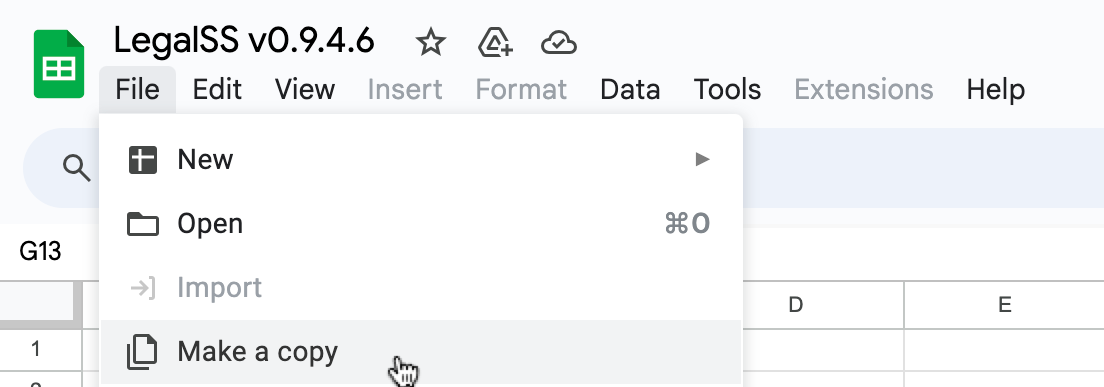 LegalSS v0.9.4.6
File Edit View Insert Format Data Tools Extensions Help
New
Open ⌘O
G13
Import
D E
1 Make a copy